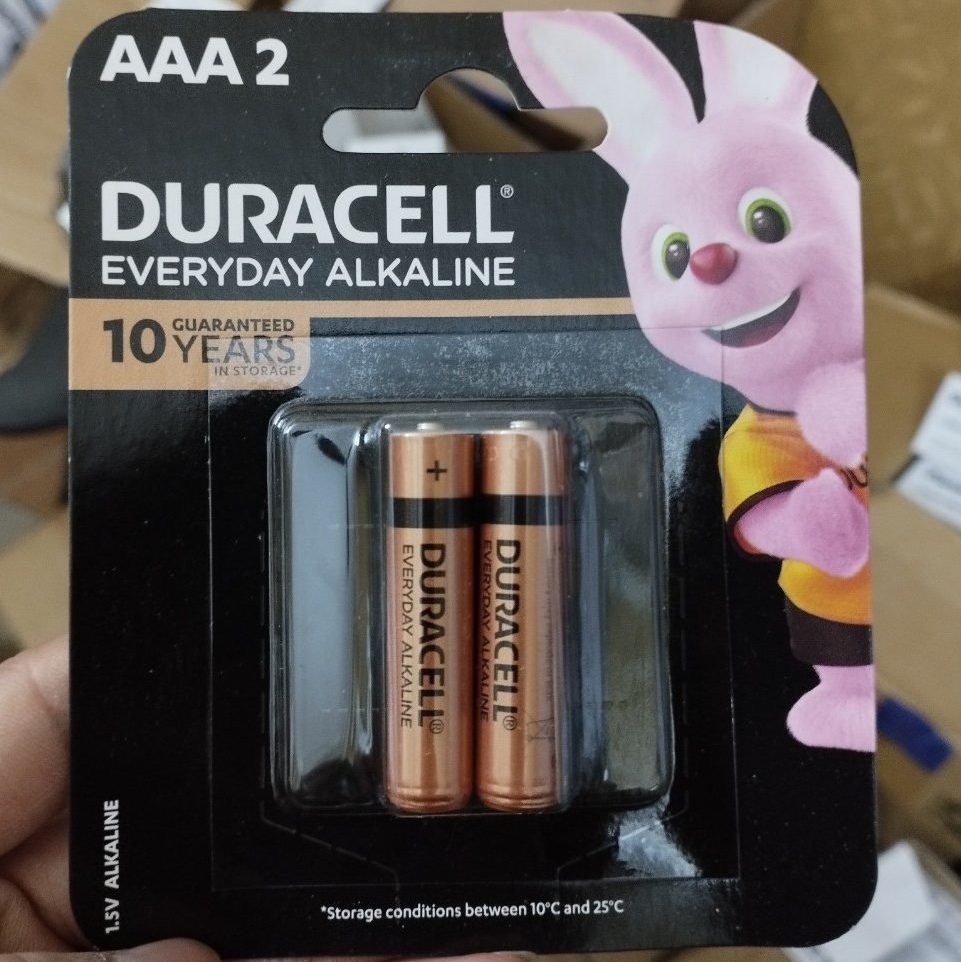 AAA 2
DURACELL®
EVERYDAY ALKALINE
10 GUARANTEED
YEARS
IN STORAGE*
+
DURACELL®
EVERYDAY ALKALINE
DURACELL®
EVERYDAY ALKALINE
1.5V ALKALINE
*Storage conditions between 10°C and 25°C